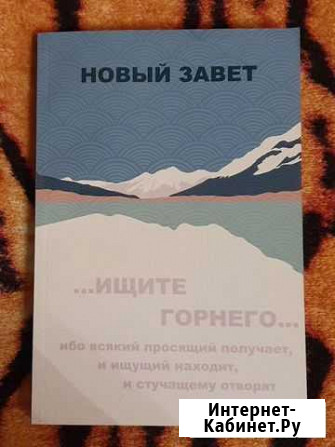 НОВЫЙ ЗАВЕТ
...ИЩИТЕ
ГОРНЕГО...
ибо всякий просящий получает,
и ищущий находит,
и стучащему отворят
Интернет-
Кабинет.Ру